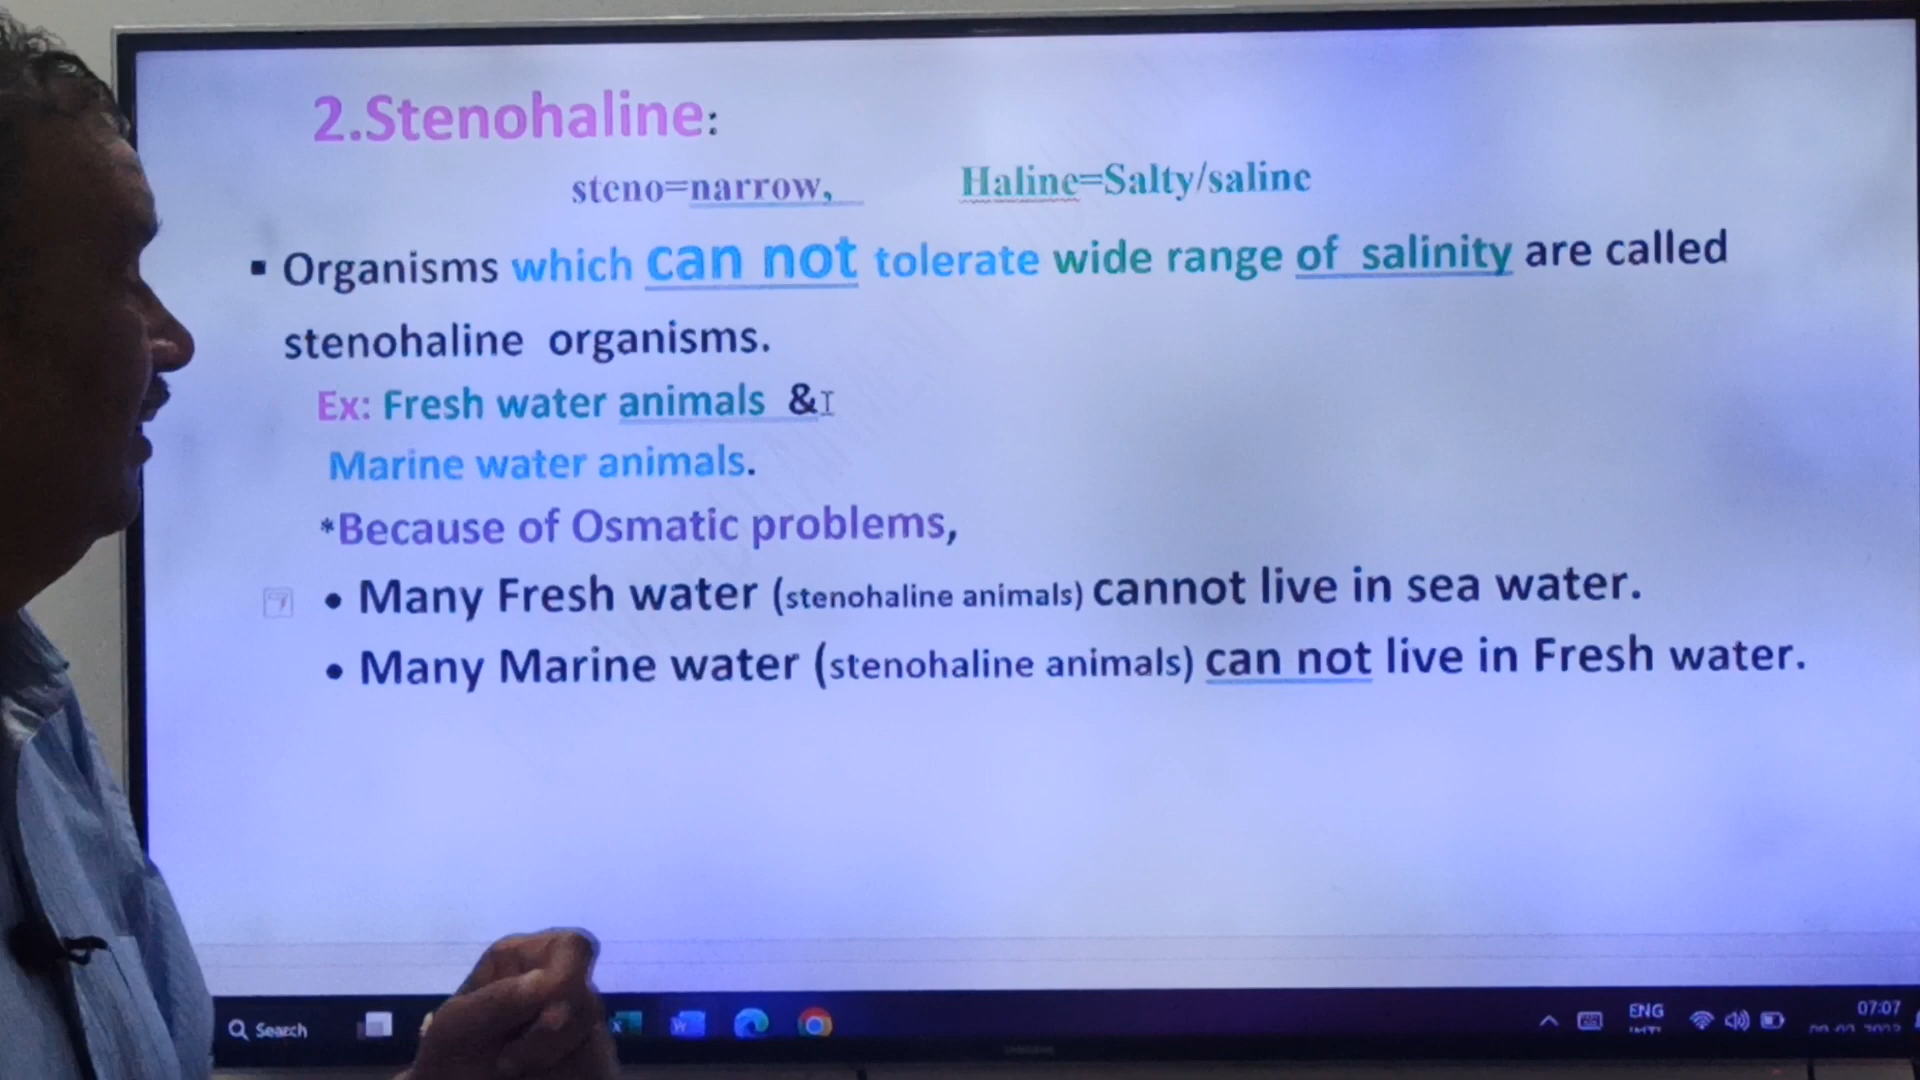 2.Stenohaline:
steno=narrow, Haline=Salty/saline
▪ Organisms which can not tolerate wide range of salinity are called
stenohaline organisms.
Ex: Fresh water animals &
Marine water animals.
*Because of Osmatic problems,
• Many Fresh water (stenohaline animals) cannot live in sea water.
• Many Marine water (stenohaline animals) can not live in Fresh water.
Search
ENG
07:07